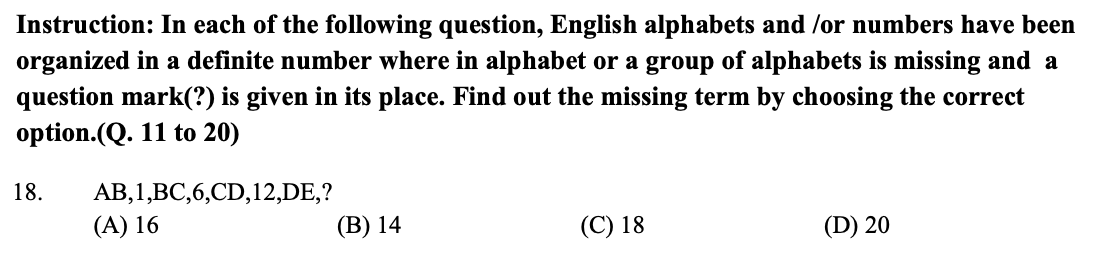 Instruction: In each of the following question, English alphabets and /or numbers have been
organized in a definite number where in alphabet or a group of alphabets is missing and a
question mark(?) is given in its place. Find out the missing term by choosing the correct
option.(Q. 11 to 20)
18. AB,1,BC,6,CD,12,DE,?
(A) 16 (B) 14 (C) 18 (D) 20